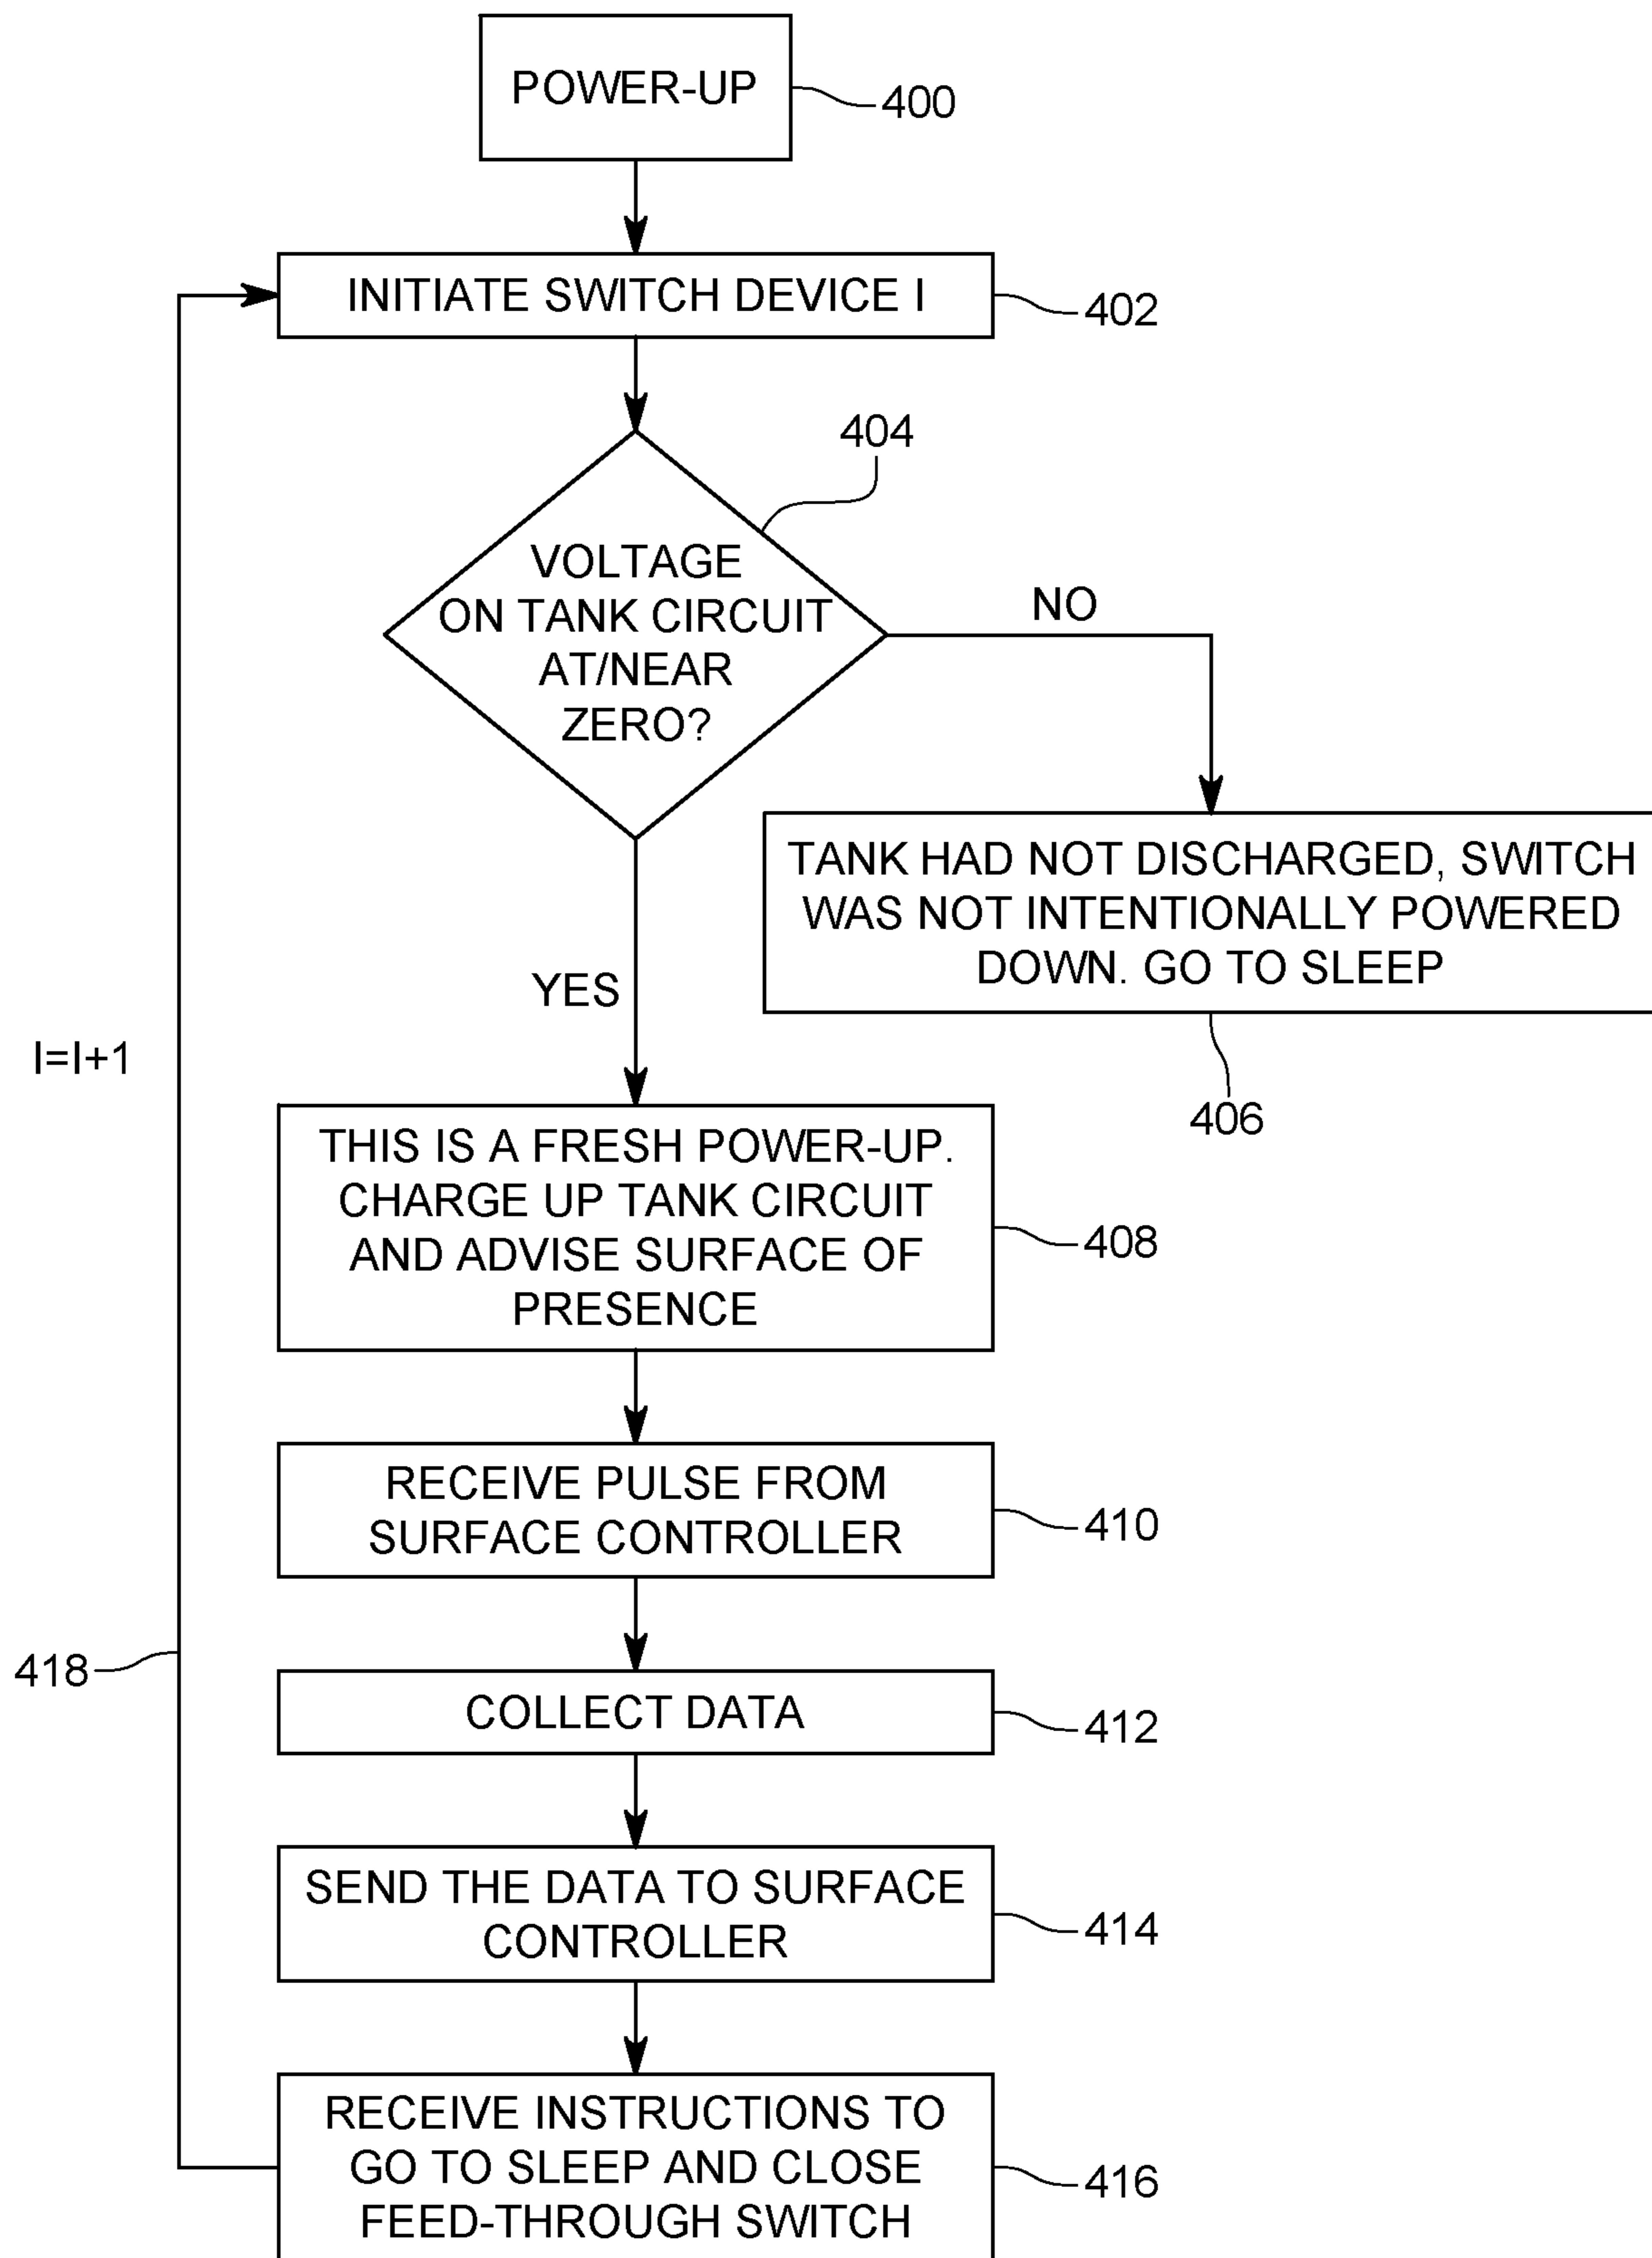 POWER-UP
400
INITIATE SWITCH DEVICE I
402
404
VOLTAGE
ON TANK CIRCUIT
AT/NEAR
ZERO?
NO
TANK HAD NOT DISCHARGED, SWITCH
WAS NOT INTENTIONALLY POWERED
DOWN. GO TO SLEEP
406
YES
I=I+1
THIS IS A FRESH POWER-UP.
CHARGE UP TANK CIRCUIT
AND ADVISE SURFACE OF
PRESENCE
408
RECEIVE PULSE FROM
SURFACE CONTROLLER
410
418
COLLECT DATA
412
SEND THE DATA TO SURFACE
CONTROLLER
414
RECEIVE INSTRUCTIONS TO
GO TO SLEEP AND CLOSE
FEED-THROUGH SWITCH
416